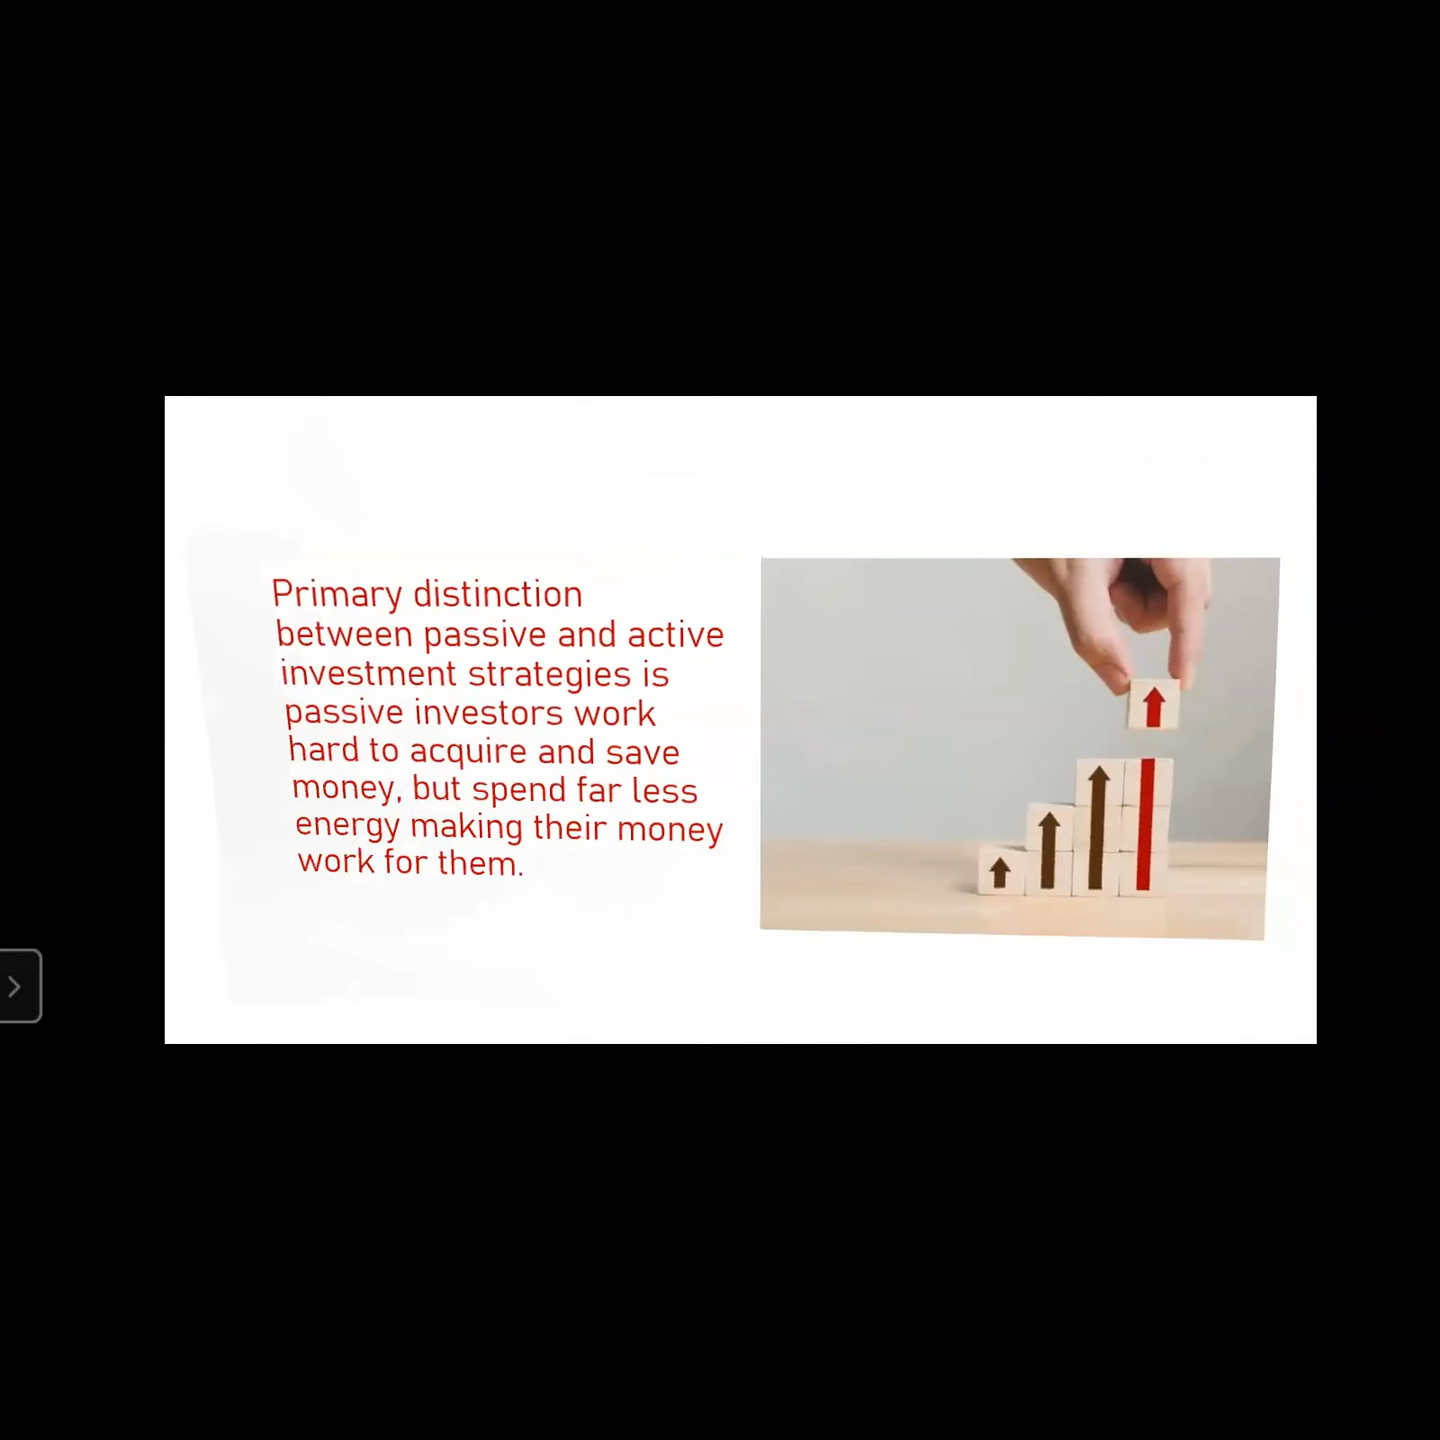 Primary distinction
between passive and active
investment strategies is
passive investors work
hard to acquire and save
money, but spend far less
energy making their money
work for them.